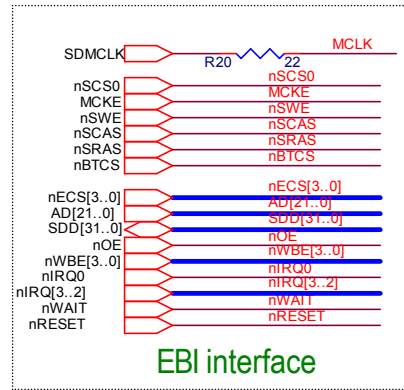 SDMCLK R20 22 MCLK
nSCS0 nSCS0
MCKE MCKE
nSWE nSWE
nSCAS nSCAS
nSRAS nSRAS
nBTCS nBTCS
nECS[3..0] nECS[3..0]
AD[21..0] AD[21..0]
SDD[31..0] SDD[31..0]
nOE nOE
nWBE[3..0] nWBE[3..0]
nIRQ0 nIRQ0
nIRQ[3..2] nIRQ[3..2]
nWAIT nWAIT
nRESET nRESET
EBI interface